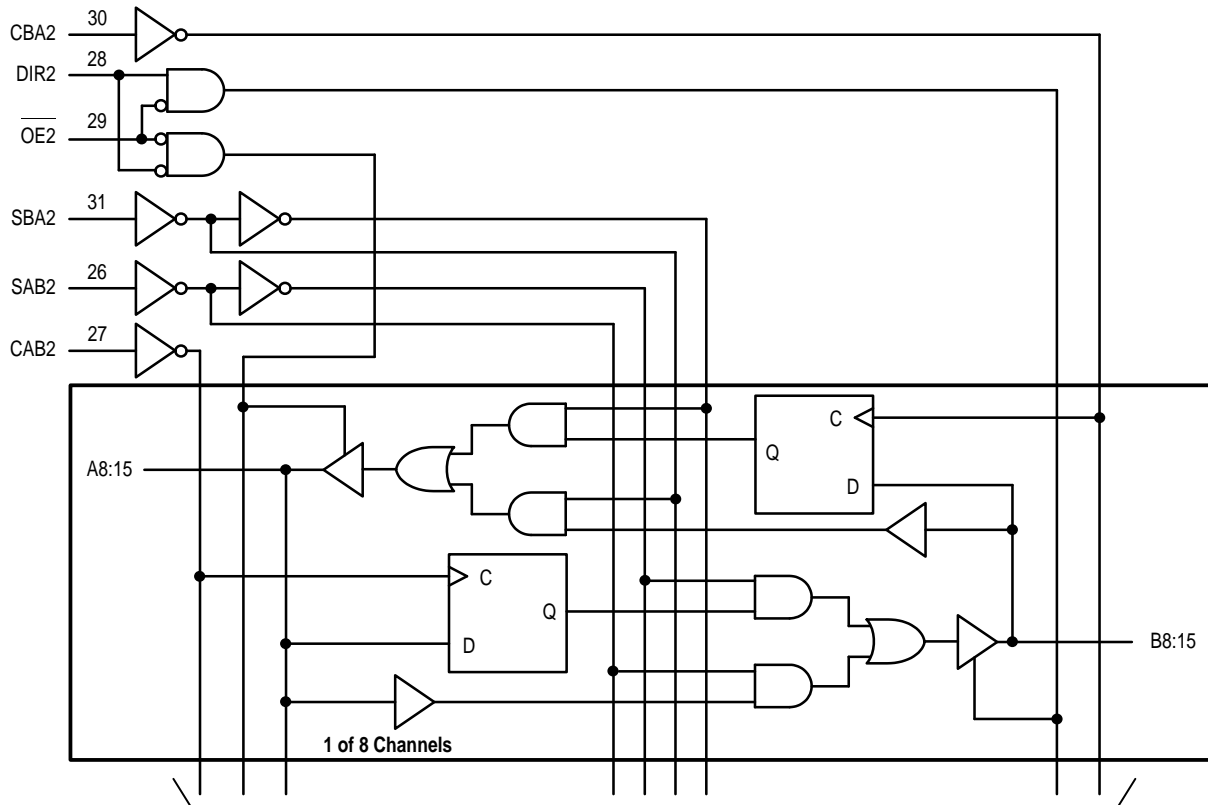 CBA2
30
DIR2
28
OE2
29
SBA2
31
SAB2
26
CAB2
27
C
Q
D
A8:15
C
Q
D
B8:15
1 of 8 Channels